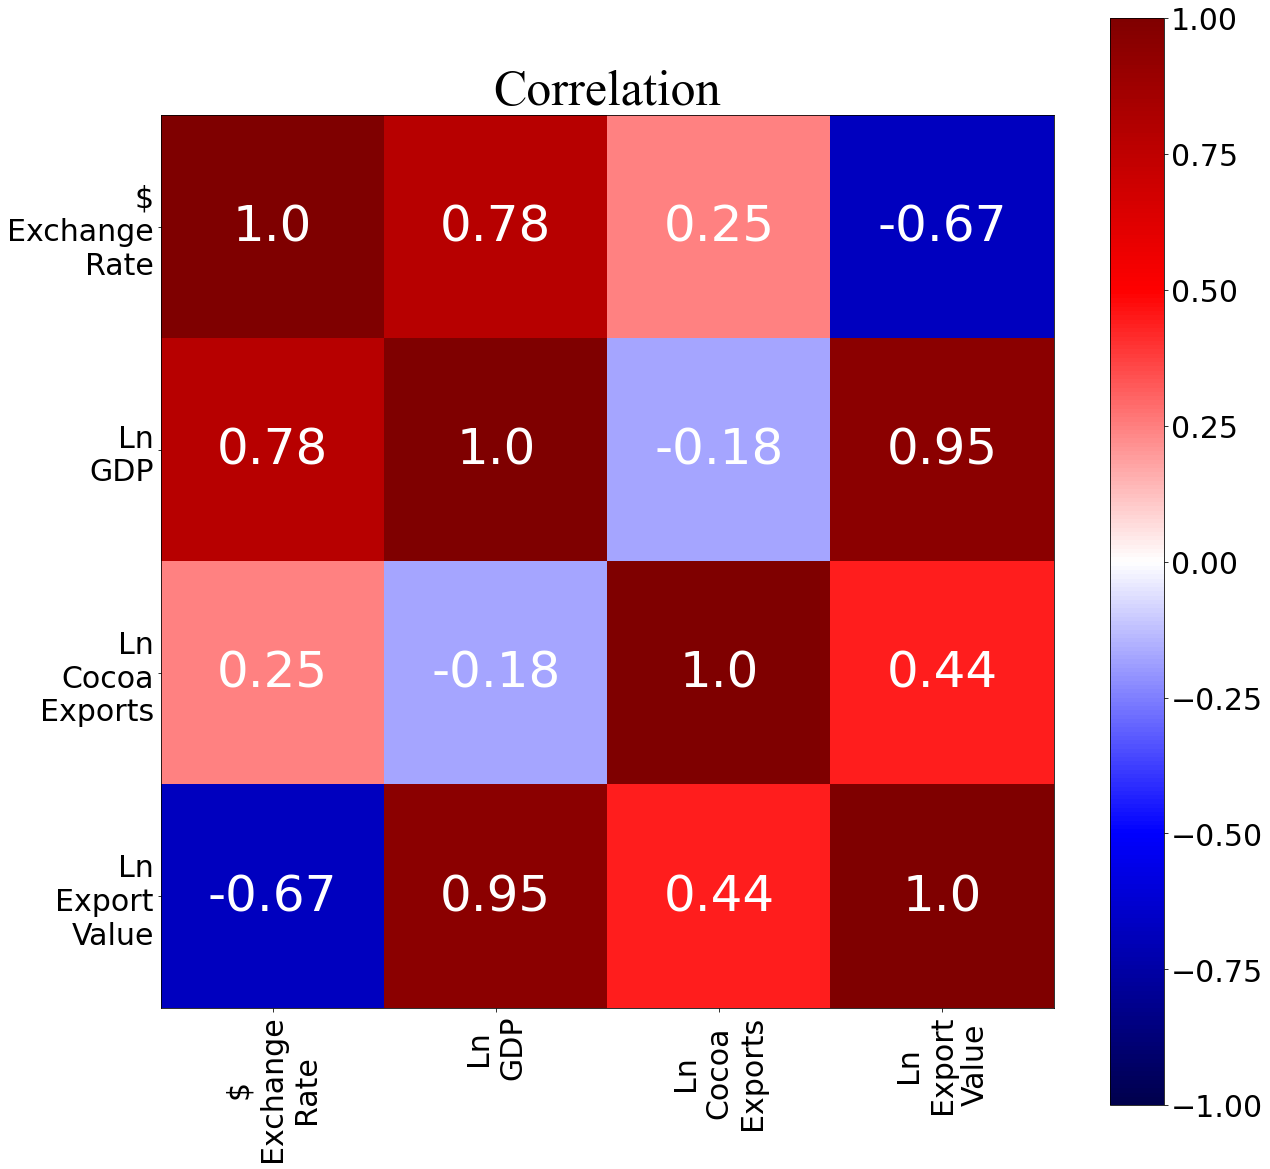 Correlation
$
Exchange
Rate
1.0
0.78
0.25
-0.67
Ln
GDP
0.78
1.0
-0.18
0.95
Ln
Cocoa
Exports
0.25
-0.18
1.0
0.44
Ln
Export
Value
-0.67
0.95
0.44
1.0
$
Exchange
Rate
Ln
GDP
Ln
Cocoa
Exports
Ln
Export
Value
1.00
0.75
0.50
0.25
0.00
−0.25
−0.50
−0.75
−1.00